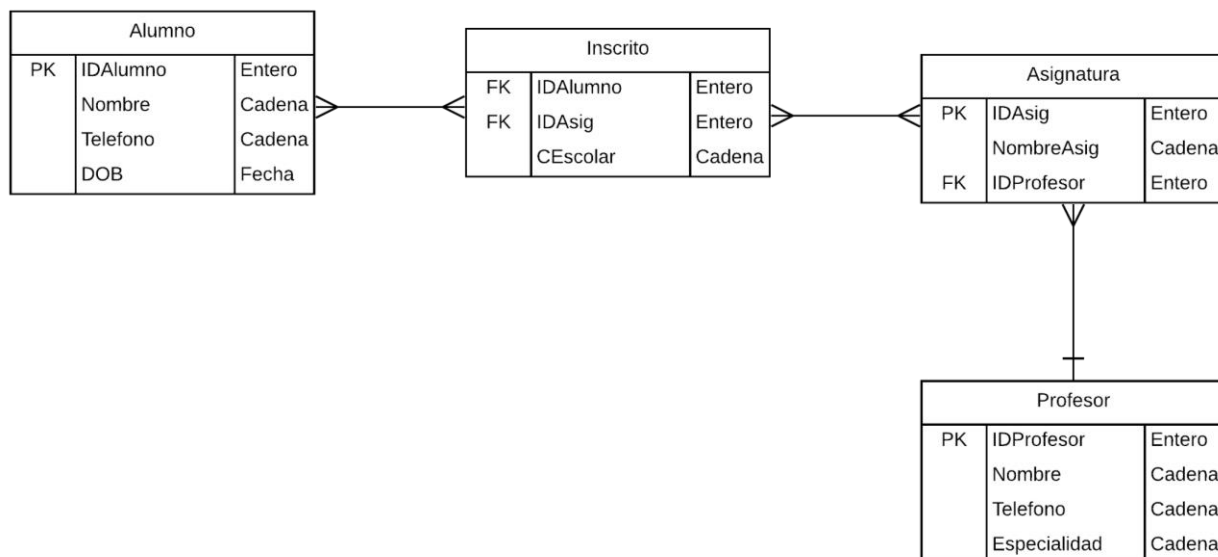 Alumno
PK IDAlumno Entero
Nombre Cadena
Telefono Cadena
DOB Fecha
Inscrito
FK IDAlumno Entero
FK IDAsig Entero
CEscolar Cadena
Asignatura
PK IDAsig Entero
NombreAsig Cadena
FK IDProfesor Entero
Profesor
PK IDProfesor Entero
Nombre Cadena
Telefono Cadena
Especialidad Cadena